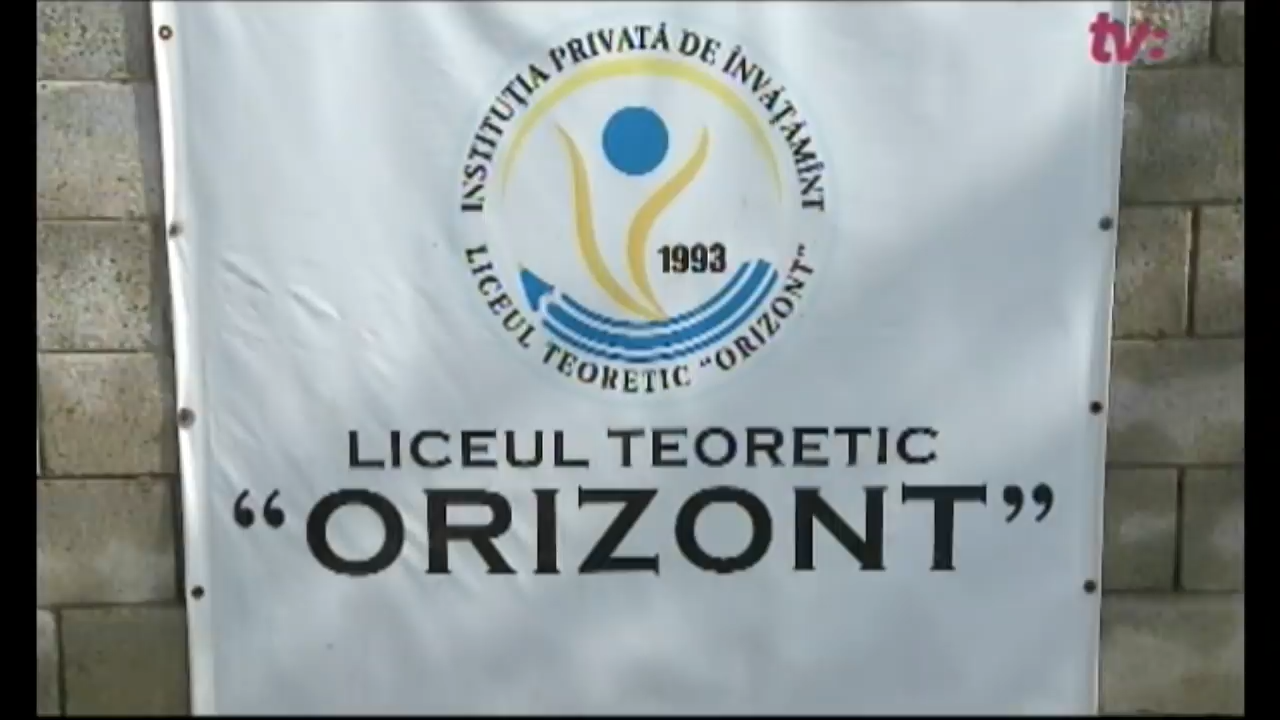 tv:
INSTITUȚIA PRIVATĂ DE ÎNVĂȚĂMÎNT
1993
LICEUL TEORETIC "ORIZONT"
LICEUL TEORETIC
“ORIZONT”